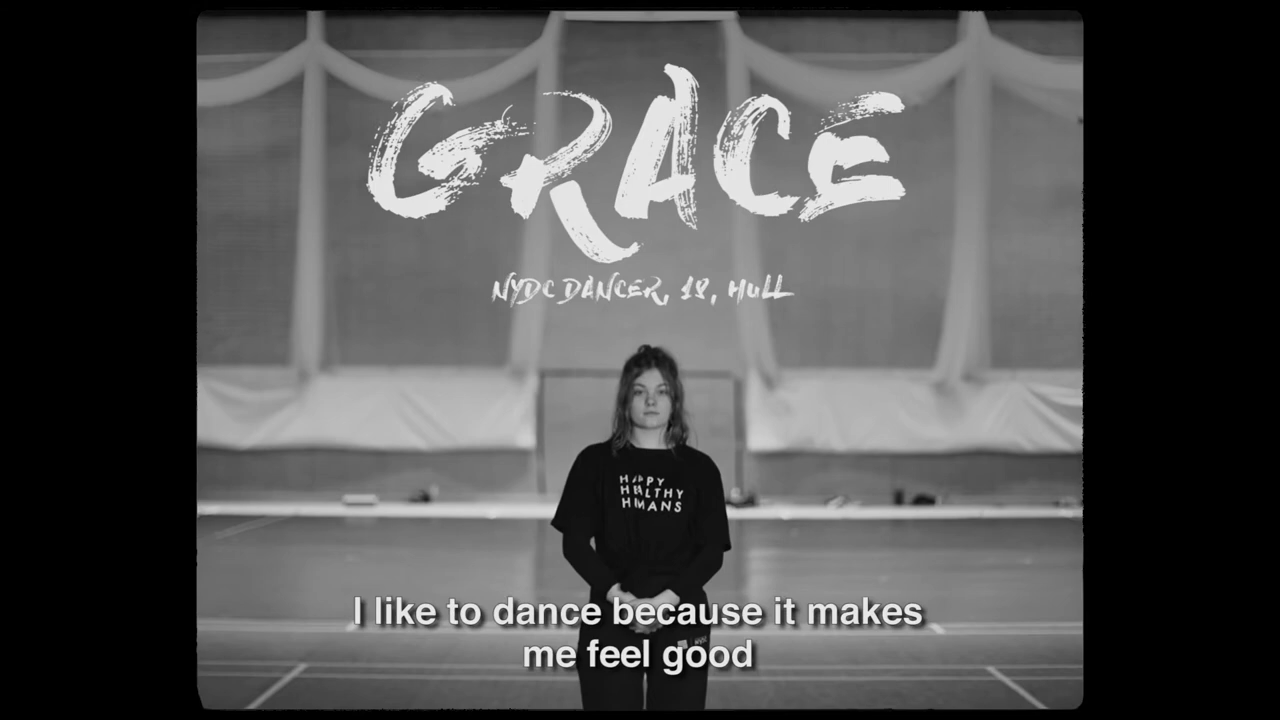 GRACE
NYDC DANCER, 18, HULL
HAPPY
HEALTHY
HUMANS
I like to dance because it makes
me feel good